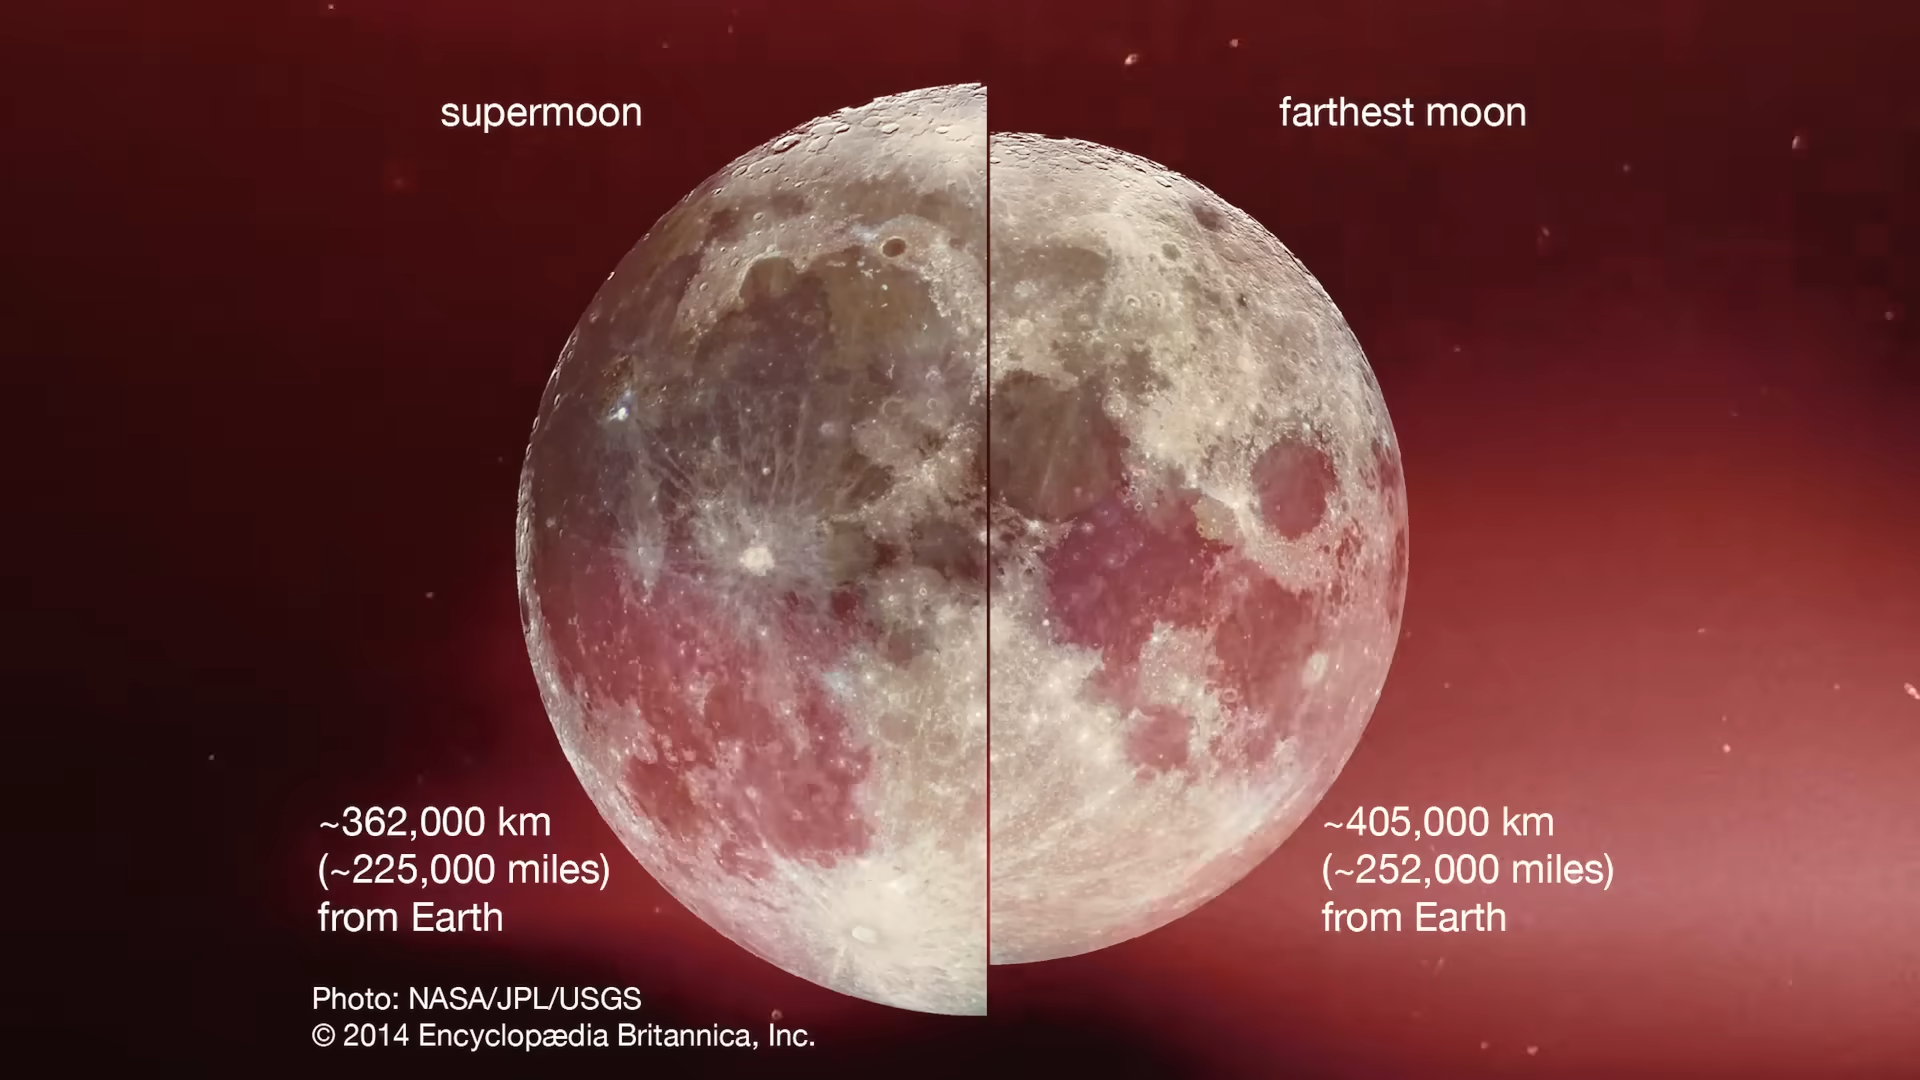 supermoon
farthest moon
~362,000 km
(~225,000 miles)
from Earth
~405,000 km
(~252,000 miles)
from Earth
Photo: NASA/JPL/USGS
© 2014 Encyclopædia Britannica, Inc.